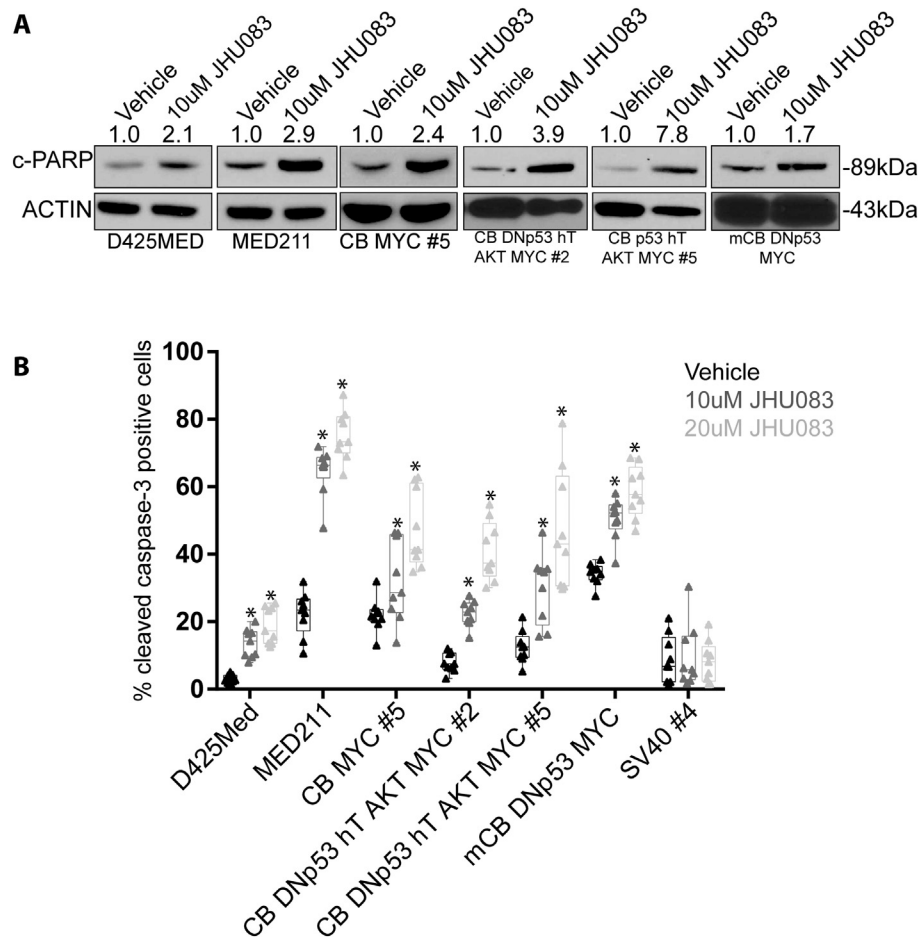 A
Vehicle 10uM JHU083 Vehicle 10uM JHU083 Vehicle 10uM JHU083 Vehicle 10uM JHU083 Vehicle 10uM JHU083 Vehicle 10uM JHU083
1.0 2.1 1.0 2.9 1.0 2.4 1.0 3.9 1.0 7.8 1.0 1.7
c-PARP -89kDa
ACTIN -43kDa
D425MED MED211 CB MYC #5 CB DNp53 hT CB p53 hT mCB DNp53
AKT MYC #2 AKT MYC #5 MYC
B
% cleaved caspase-3 positive cells
100
80
60
40
20
0
Vehicle
10uM JHU083
20uM JHU083
* * * * * * * * * * * *
D425Med
MED211
CB MYC #5
CB DNp53 hT AKT MYC #2
CB DNp53 hT AKT MYC #5
mCB DNp53 MYC
SV40 #4